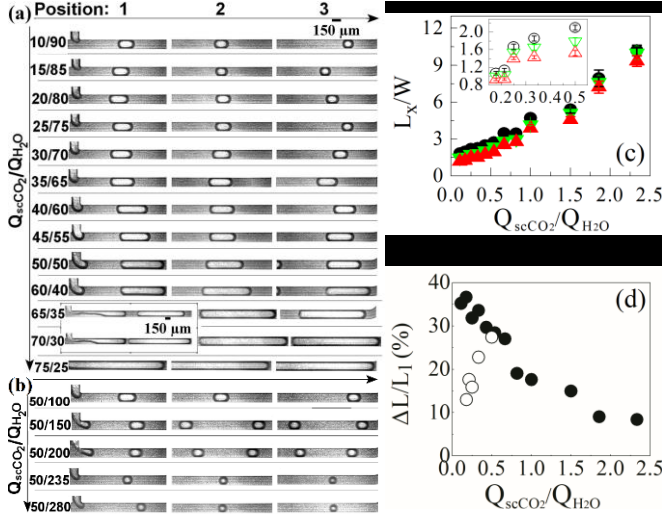 (a) Position: 1 2 3
150 µm
10/90
15/85
20/80
25/75
30/70
35/65
40/60
45/55
50/50
60/40
65/35
150 µm
70/30
75/25
QscCO2/QH2O
(b)
50/100
50/150
50/200
50/235
50/280
QscCO2/QH2O
2.0
1.6
1.2
0.8
0.2 0.3 0.4 0.5
12
9
6
3
0
LX/W
(c)
0.0 0.5 1.0 1.5 2.0 2.5
QscCO2/QH2O
(d)
40
30
20
10
0
ΔL/L1 (%)
0.0 0.5 1.0 1.5 2.0 2.5
QscCO2/QH2O